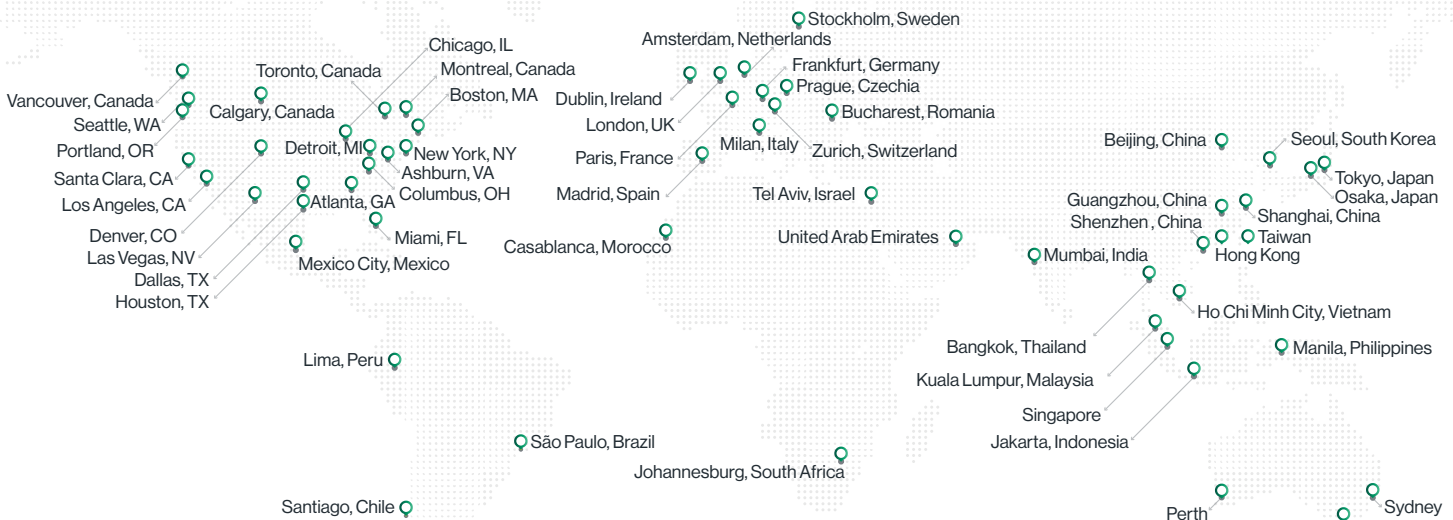 Stockholm, Sweden
Amsterdam, Netherlands
Chicago, IL
Toronto, Canada
Montreal, Canada
Frankfurt, Germany
Prague, Czechia
Boston, MA
Vancouver, Canada
Dublin, Ireland
Calgary, Canada
Bucharest, Romania
Seattle, WA
London, UK
Beijing, China
Seoul, South Korea
Portland, OR
Detroit, MI
New York, NY
Milan, Italy
Zurich, Switzerland
Paris, France
Ashburn, VA
Santa Clara, CA
Tokyo, Japan
Columbus, OH
Madrid, Spain
Tel Aviv, Israel
Osaka, Japan
Los Angeles, CA
Atlanta, GA
Guangzhou, China
Shanghai, China
Shenzhen , China
Denver, CO
Miami, FL
United Arab Emirates
Taiwan
Casablanca, Morocco
Las Vegas, NV
Mumbai, India
Hong Kong
Mexico City, Mexico
Dallas, TX
Houston, TX
Ho Chi Minh City, Vietnam
Bangkok, Thailand
Manila, Philippines
Lima, Peru
Kuala Lumpur, Malaysia
Singapore
São Paulo, Brazil
Jakarta, Indonesia
Johannesburg, South Africa
Santiago, Chile
Perth
Sydney